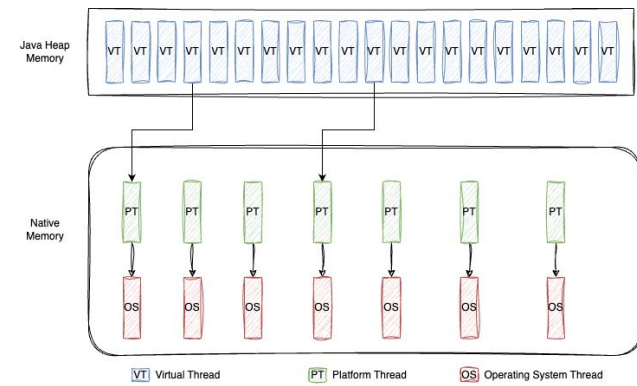 Java Heap
Memory
VT VT VT VT VT VT VT VT VT VT VT VT VT VT VT VT VT VT VT VT
Native
Memory
PT PT PT PT PT PT PT
OS OS OS OS OS OS OS
VT Virtual Thread PT Platform Thread OS Operating System Thread